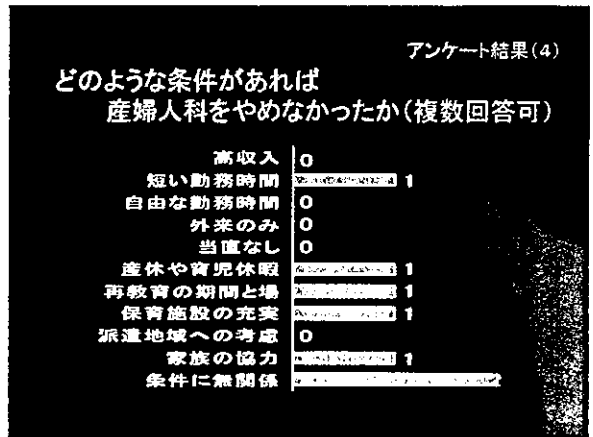 アンケート結果(4)
どのような条件があれば
産婦人科をやめなかったか(複数回答可)
高収入 0
短い勤務時間 1
自由な勤務時間 0
外来のみ 0
当直なし 0
産休や育児休暇 1
再教育の期間と場 1
保育施設の充実 1
派遣地域への考慮 0
家族の協力 1
条件に無関係